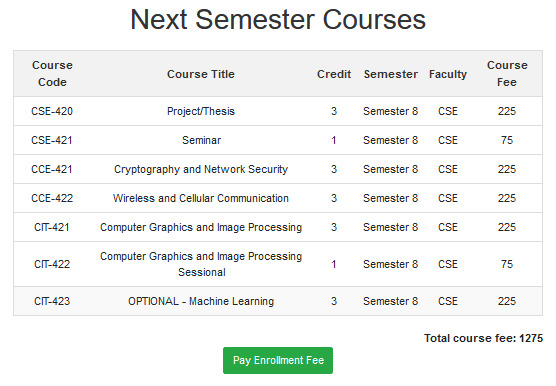 Next Semester Courses
Course Code Course Title Credit Semester Faculty Course Fee
CSE-420 Project/Thesis 3 Semester 8 CSE 225
CSE-421 Seminar 1 Semester 8 CSE 75
CCE-421 Cryptography and Network Security 3 Semester 8 CSE 225
CCE-422 Wireless and Cellular Communication 3 Semester 8 CSE 225
CIT-421 Computer Graphics and Image Processing 3 Semester 8 CSE 225
CIT-422 Computer Graphics and Image Processing Sessional 1 Semester 8 CSE 75
CIT-423 OPTIONAL - Machine Learning 3 Semester 8 CSE 225
Total course fee: 1275
Pay Enrollment Fee